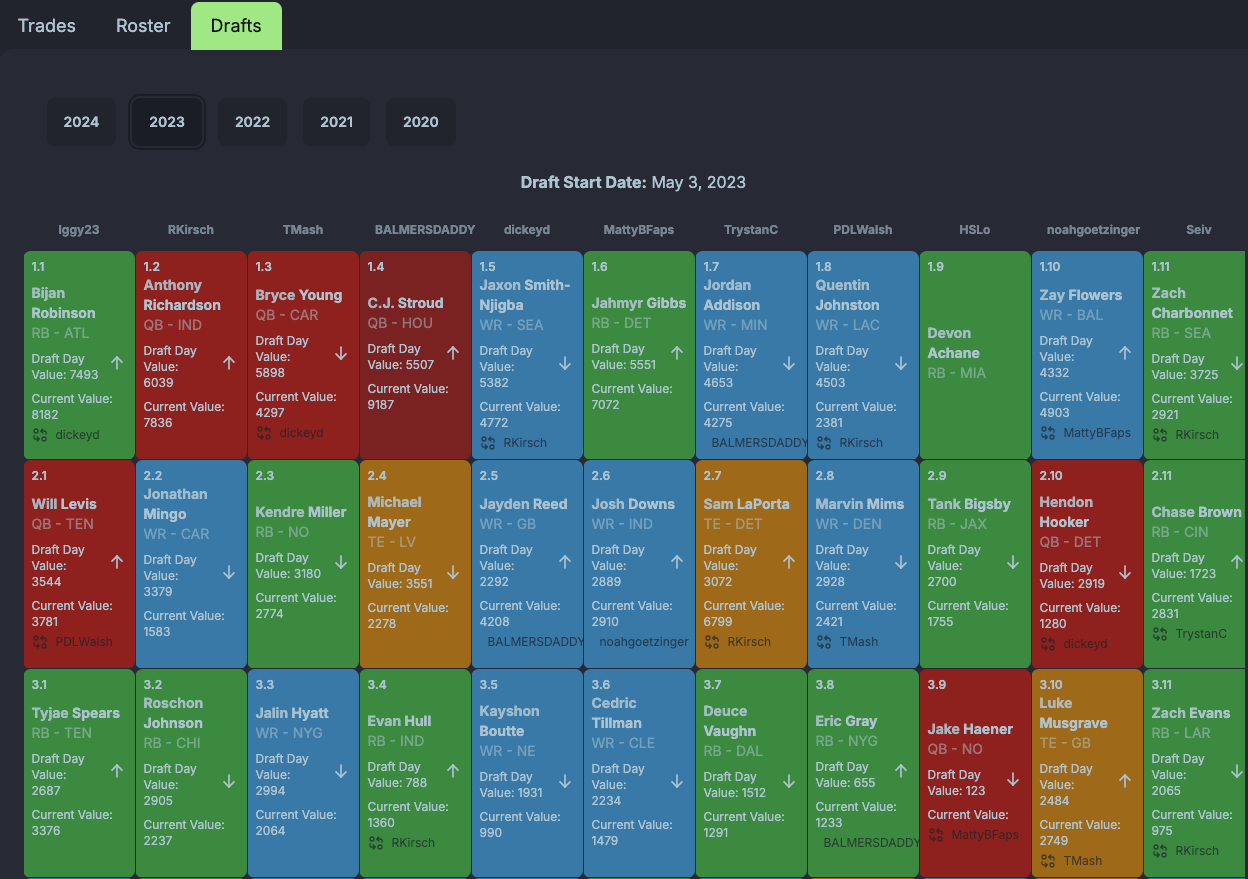 Trades Roster Drafts
2024 2023 2022 2021 2020
Draft Start Date: May 3, 2023
Iggy23 RKirsch TMash BALMERSDADDY dickeyd MattyBFaps TrystanC PDLWalsh HSLo noahgoetzinger Seiv
1.1
Bijan
Robinson
RB - ATL
Draft Day
Value: 7493
Current Value:
8182
dickeyd
1.2
Anthony
Richardson
QB - IND
Draft Day
Value:
6039
Current Value:
7836
1.3
Bryce Young
QB - CAR
Draft Day
Value:
5898
Current Value:
4297
dickeyd
1.4
C.J. Stroud
QB - HOU
Draft Day
Value: 5507
Current Value:
9187
1.5
Jaxon Smith-
Njigba
WR - SEA
Draft Day
Value:
5382
Current Value:
4772
RKirsch
1.6
Jahmyr Gibbs
RB - DET
Draft Day
Value: 5551
Current Value:
7072
1.7
Jordan
Addison
WR - MIN
Draft Day
Value:
4653
Current Value:
4275
BALMERSDADDY
1.8
Quentin
Johnston
WR - LAC
Draft Day
Value:
4503
Current Value:
2381
RKirsch
1.9
Devon
Achane
RB - MIA
1.10
Zay Flowers
WR - BAL
Draft Day
Value:
4332
Current Value:
4903
MattyBFaps
1.11
Zach
Charbonnet
RB - SEA
Draft Day
Value: 3725
Current Value:
2921
RKirsch
2.1
Will Levis
QB - TEN
Draft Day
Value:
3544
Current Value:
3781
PDLWalsh
2.2
Jonathan
Mingo
WR - CAR
Draft Day
Value:
3379
Current Value:
1583
2.3
Kendre Miller
RB - NO
Draft Day
Value: 3180
Current Value:
2774
2.4
Michael
Mayer
TE - LV
Draft Day
Value: 3551
Current Value:
2278
2.5
Jayden Reed
WR - GB
Draft Day
Value:
2292
Current Value:
4208
BALMERSDADDY
2.6
Josh Downs
WR - IND
Draft Day
Value:
2889
Current Value:
2910
noahgoetzinger
2.7
Sam LaPorta
TE - DET
Draft Day
Value:
3072
Current Value:
6799
RKirsch
2.8
Marvin Mims
WR - DEN
Draft Day
Value:
2928
Current Value:
2421
TMash
2.9
Tank Bigsby
RB - JAX
Draft Day
Value:
2700
Current Value:
1755
2.10
Hendon
Hooker
QB - DET
Draft Day
Value: 2919
Current Value:
1280
dickeyd
2.11
Chase Brown
RB - CIN
Draft Day
Value: 1723
Current Value:
2831
TrystanC
3.1
Tyjae Spears
RB - TEN
Draft Day
Value:
2687
Current Value:
3376
3.2
Roschon
Johnson
RB - CHI
Draft Day
Value:
2905
Current Value:
2237
3.3
Jalin Hyatt
WR - NYG
Draft Day
Value:
2994
Current Value:
2064
3.4
Evan Hull
RB - IND
Draft Day
Value: 788
Current Value:
1360
RKirsch
3.5
Kayshon
Boutte
WR - NE
Draft Day
Value: 1931
Current Value:
990
3.6
Cedric
Tillman
WR - CLE
Draft Day
Value:
2234
Current Value:
1479
3.7
Deuce
Vaughn
RB - DAL
Draft Day
Value: 1512
Current Value:
1291
3.8
Eric Gray
RB - NYG
Draft Day
Value: 655
Current Value:
1233
BALMERSDADDY
3.9
Jake Haener
QB - NO
Draft Day
Value: 123
Current Value:
MattyBFaps
3.10
Luke
Musgrave
TE - GB
Draft Day
Value:
2484
Current Value:
2749
TMash
3.11
Zach Evans
RB - LAR
Draft Day
Value:
2065
Current Value:
975
RKirsch